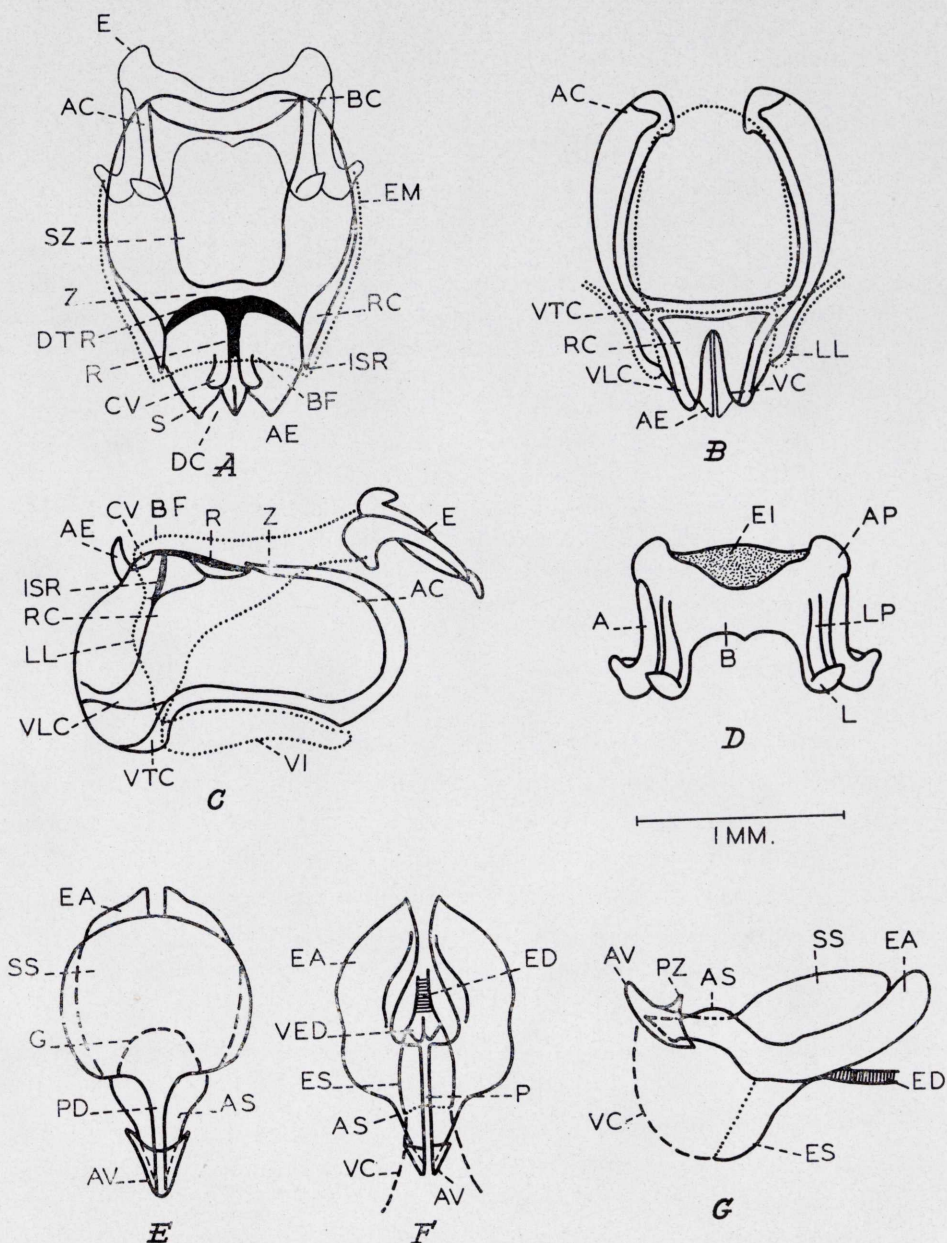 E
AC
BC
EM
SZ
Z
DTR
RC
R
ISR
CV
BF
S
AE
DC
A
AC
VTC
RC
LL
VLC
VC
AE
B
CV
BF
R
Z
E
AE
ISR
AC
RC
LL
VLC
VTC
VI
C
EI
AP
A
LP
B
L
D
1 MM.
EA
SS
G
PD
AS
AV
E
EA
ED
VED
ES
P
AS
VC
AV
F
AV
PZ
AS
SS
EA
ED
VC
ES
G